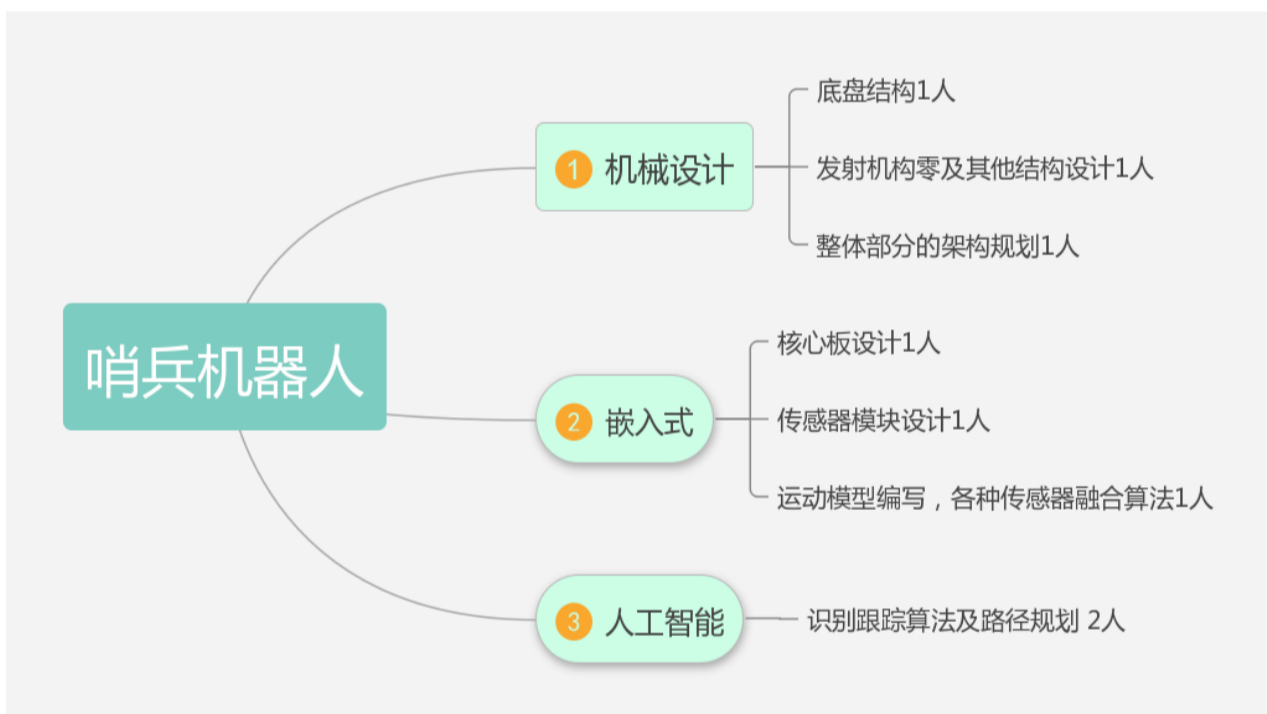 哨兵机器人
1 机械设计
底盘结构1人
发射机构零及其他结构设计1人
整体部分的架构规划1人
2 嵌入式
核心板设计1人
传感器模块设计1人
运动模型编写，各种传感器融合算法1人
3 人工智能
识别跟踪算法及路径规划 2人